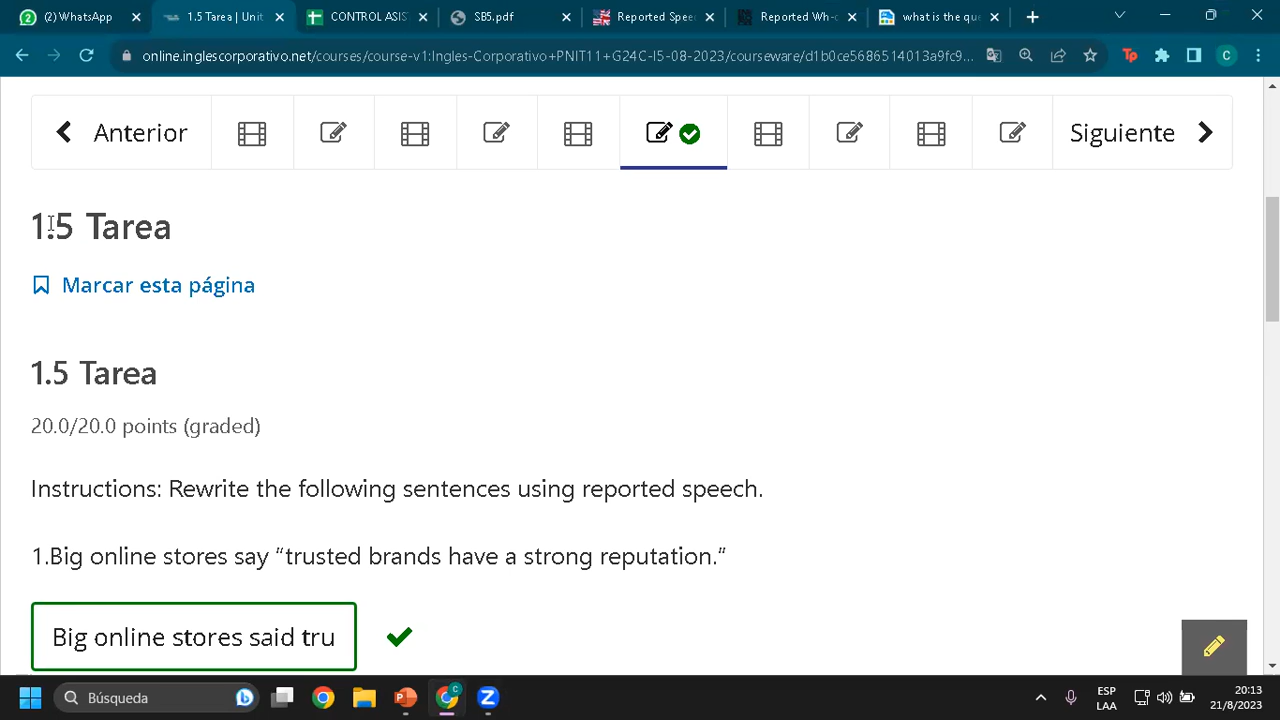 (2) WhatsApp
1.5 Tarea | Unit
CONTROL ASIS
SB5.pdf
Reported Spee
Reported Wh-c
what is the que
online.inglescorporativo.net/courses/course-v1:Ingles-Corporativo+PNIT11+G24C-I5-08-2023/courseware/d1b0ce5686514013a9fc9...
Anterior
Siguiente
1.5 Tarea
Marcar esta página
1.5 Tarea
20.0/20.0 points (graded)
Instructions: Rewrite the following sentences using reported speech.
1.Big online stores say “trusted brands have a strong reputation.”
Big online stores said tru
Búsqueda
ESP
LAA
20:13
21/8/2023